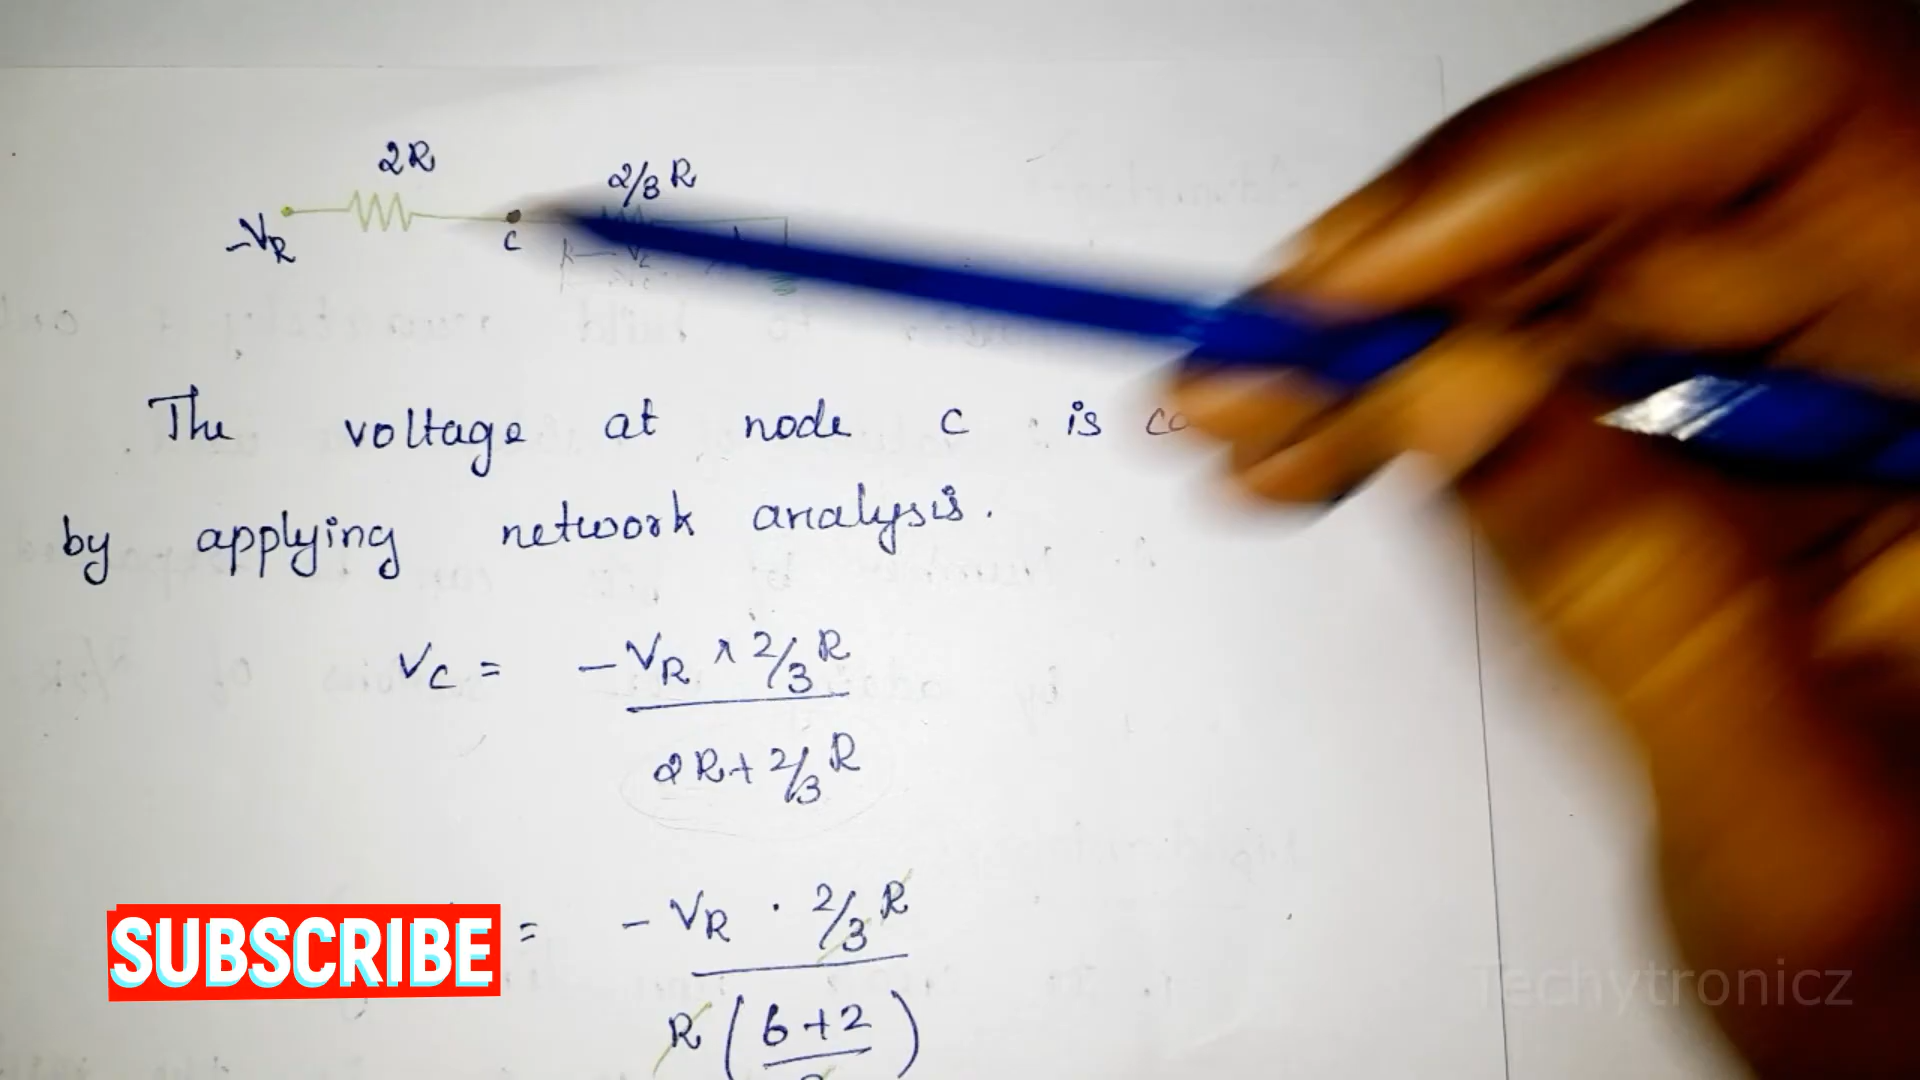 2R
2/3 R
-VR
C
The voltage at node C is
by applying network analysis.
VC = -VR × 2/3 R
2R + 2/3 R
= -VR · 2/3 R
R (6+2)
SUBSCRIBE
Techytronicz